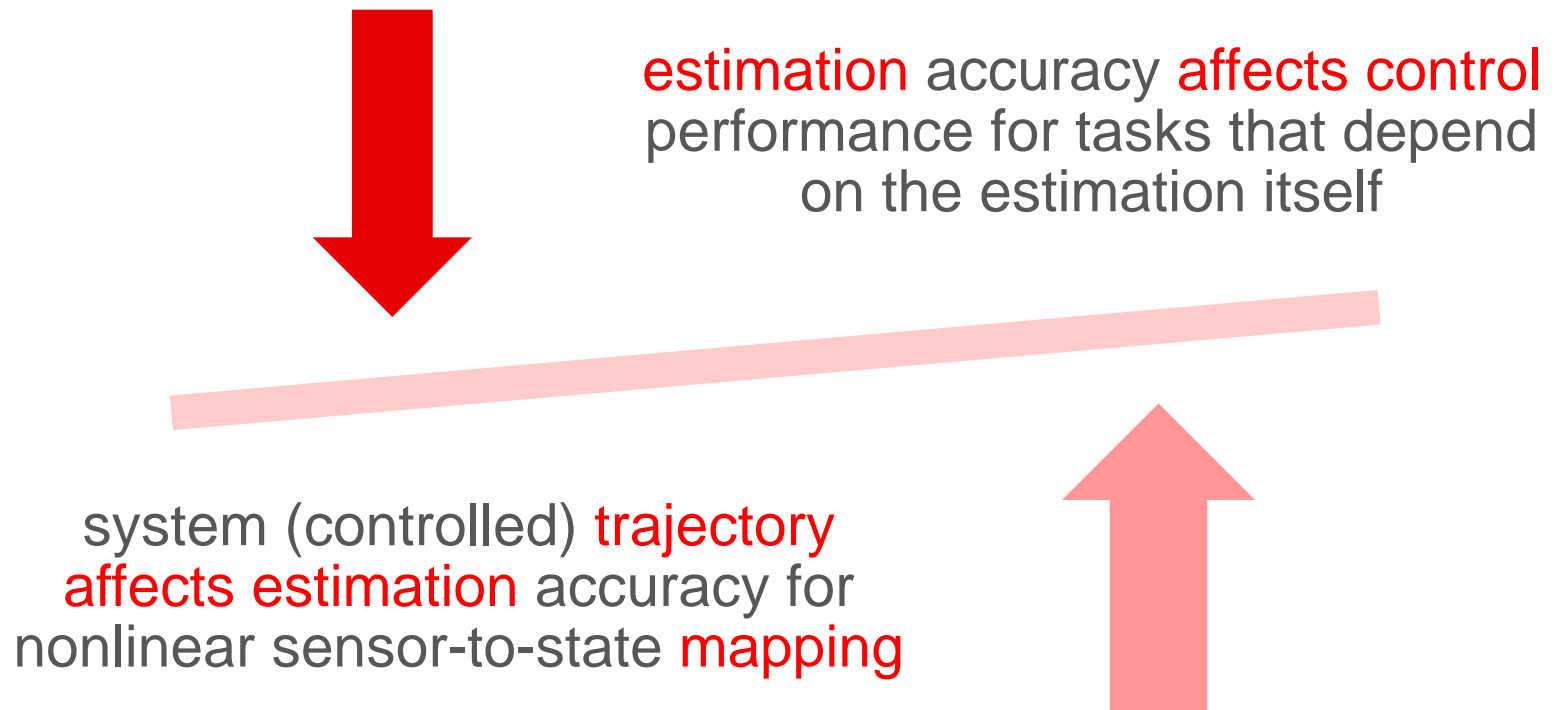 estimation accuracy affects control
performance for tasks that depend
on the estimation itself
system (controlled) trajectory
affects estimation accuracy for
nonlinear sensor-to-state mapping